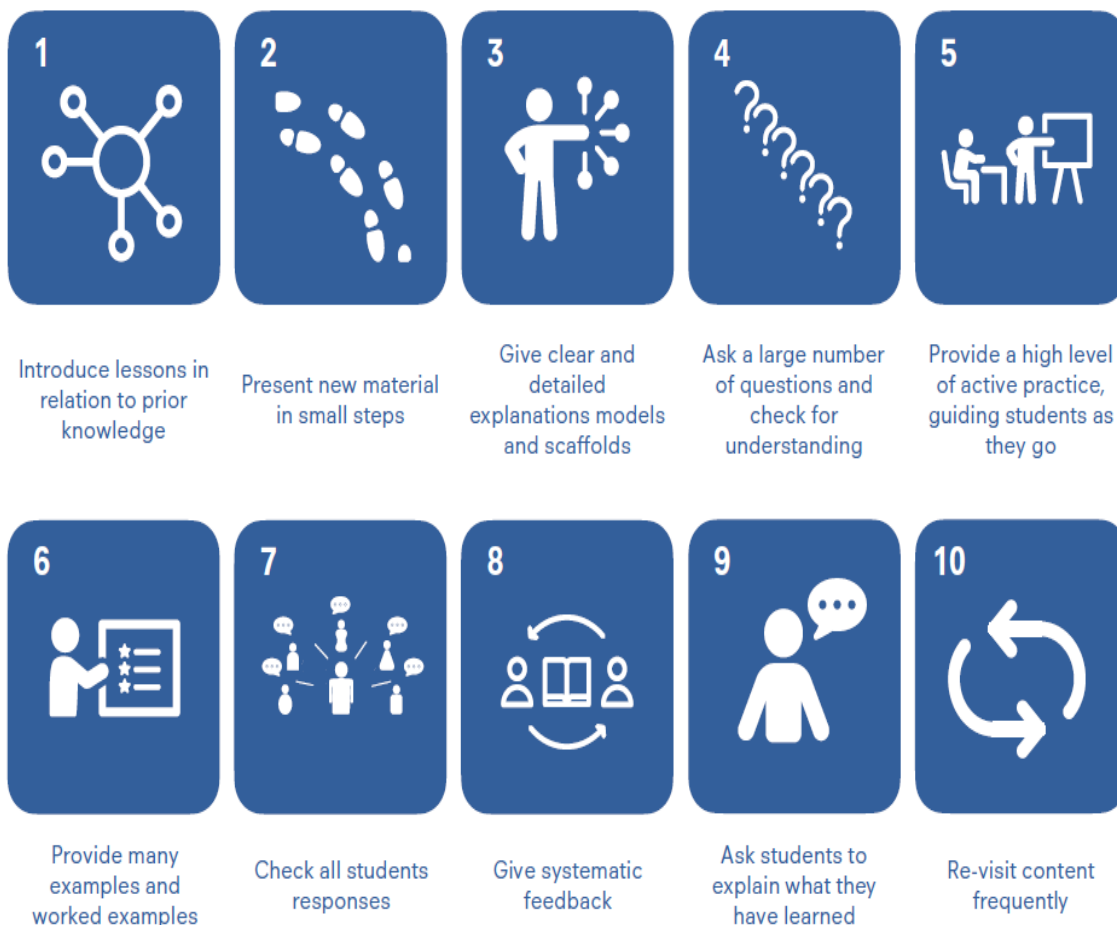 1
2
3
4
5
Introduce lessons in
relation to prior
knowledge
Present new material
in small steps
Give clear and
detailed
explanations models
and scaffolds
Ask a large number
of questions and
check for
understanding
Provide a high level
of active practice,
guiding students as
they go
6
7
8
9
10
Provide many
examples and
worked examples
Check all students
responses
Give systematic
feedback
Ask students to
explain what they
have learned
Re-visit content
frequently